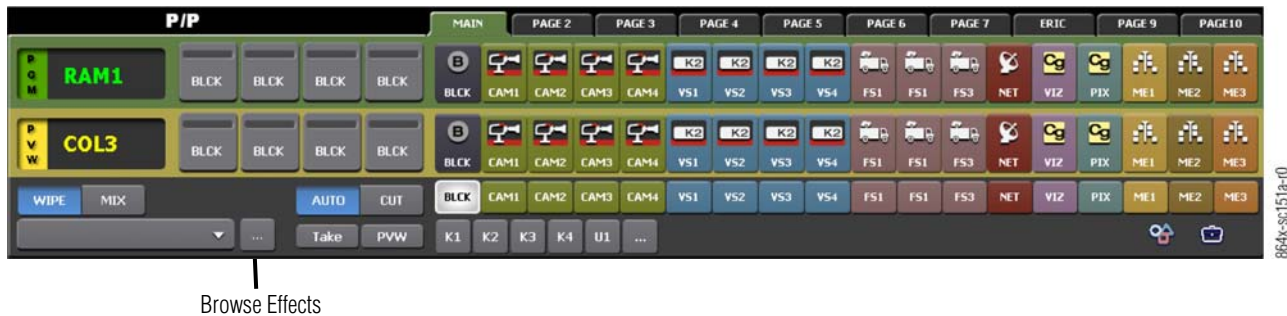 P/P MAIN PAGE 2 PAGE 3 PAGE 4 PAGE 5 PAGE 6 PAGE 7 ERIC PAGE 9 PAGE10
PGM RAM1 BLCK BLCK BLCK BLCK B BLCK CAM1 CAM2 CAM3 CAM4 K2 VS1 K2 VS2 K2 VS3 K2 VS4 FS1 FS1 FS3 NET Cg VIZ Cg PIX ME1 ME2 ME3
PVW COL3 BLCK BLCK BLCK BLCK B BLCK CAM1 CAM2 CAM3 CAM4 K2 VS1 K2 VS2 K2 VS3 K2 VS4 FS1 FS1 FS3 NET Cg VIZ Cg PIX ME1 ME2 ME3
WIPE MIX AUTO CUT BLCK CAM1 CAM2 CAM3 CAM4 VS1 VS2 VS3 VS4 FS1 FS1 FS3 NET VIZ PIX ME1 ME2 ME3
... Take PVW K1 K2 K3 K4 U1 ...
Browse Effects
864x-sc151a-r0